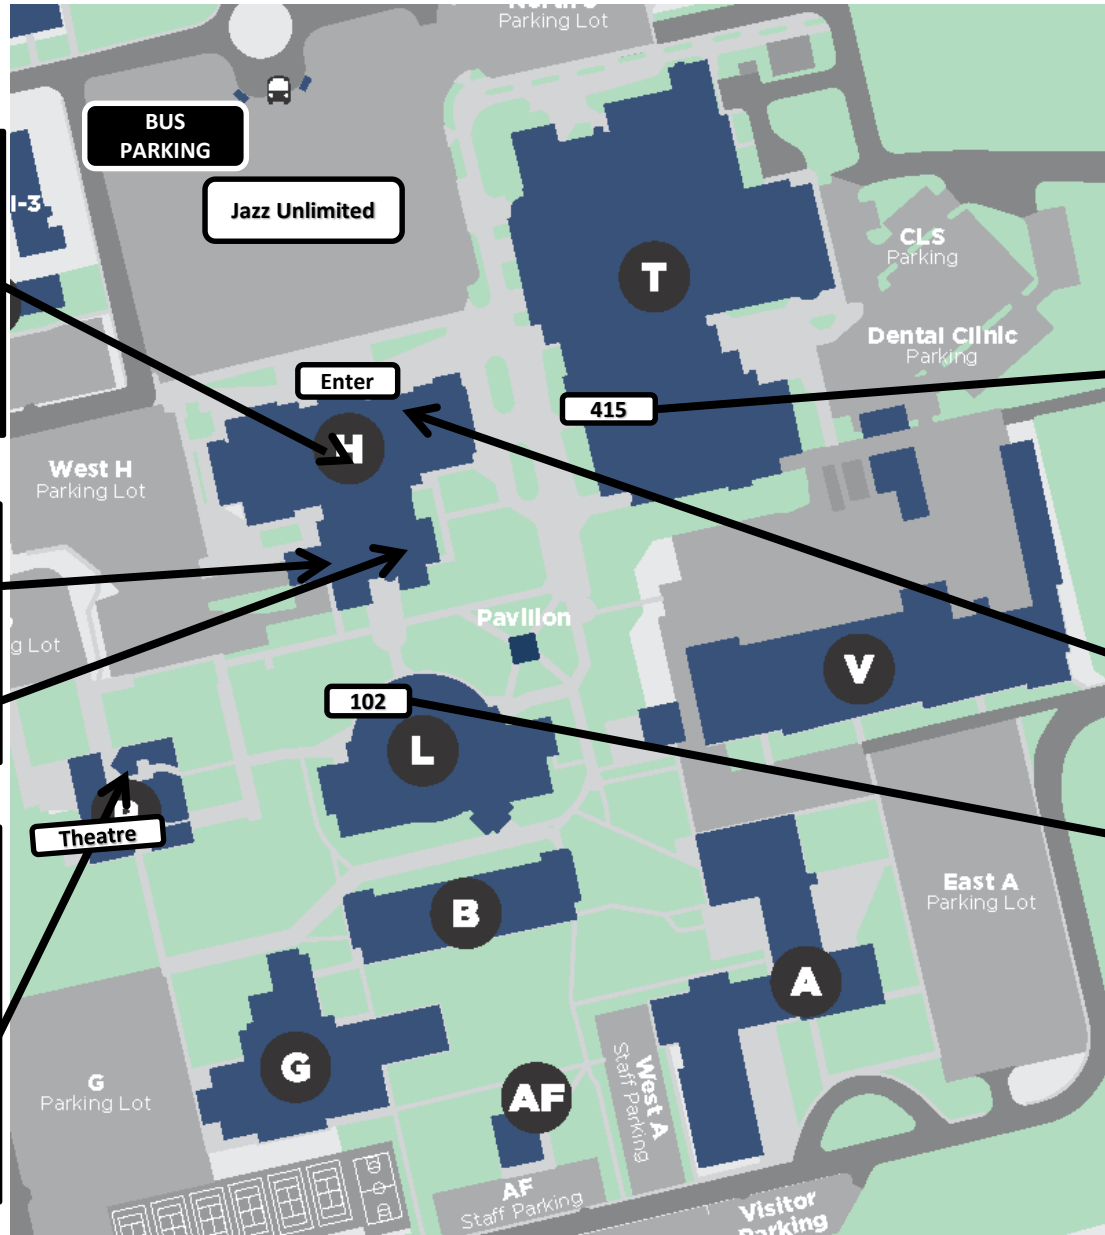 Parking Lot
BUS
PARKING
Jazz Unlimited
I-3
T
CLS
Parking
Dental Clinic
Parking
Enter
415
H
West H
Parking Lot
g Lot
Pavilion
V
102
L
Theatre
B
East A
Parking Lot
A
G
G
Parking Lot
AF
West A
Staff Parking
AF
Staff Parking
Visitor
Parking